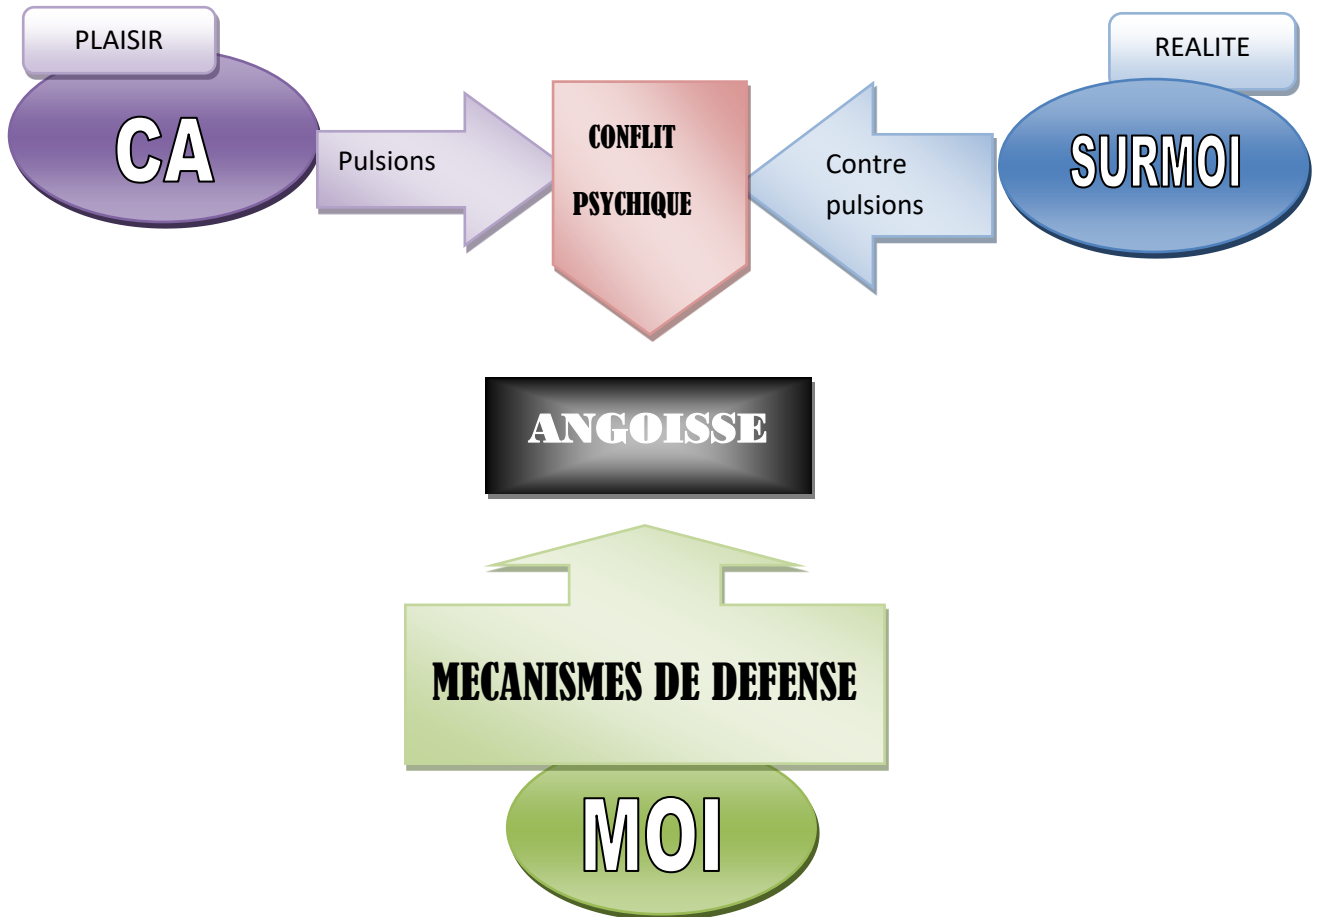 PLAISIR
CA
Pulsions
CONFLIT
PSYCHIQUE
Contre
pulsions
REALITE
SURMOI
ANGOISSE
MECANISMES DE DEFENSE
MOI